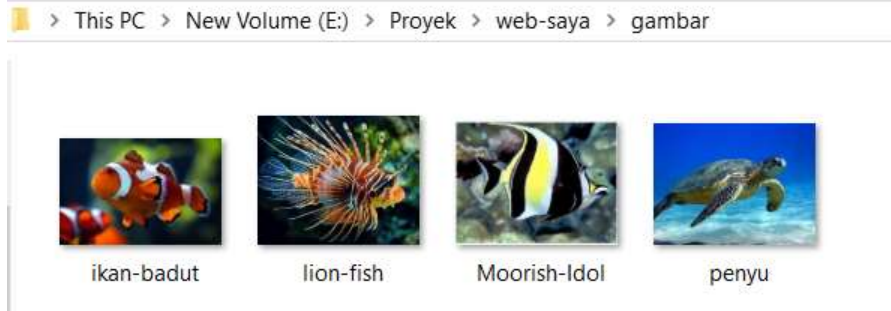 This PC > New Volume (E:) > Proyek > web-saya > gambar
ikan-badut lion-fish Moorish-Idol penyu